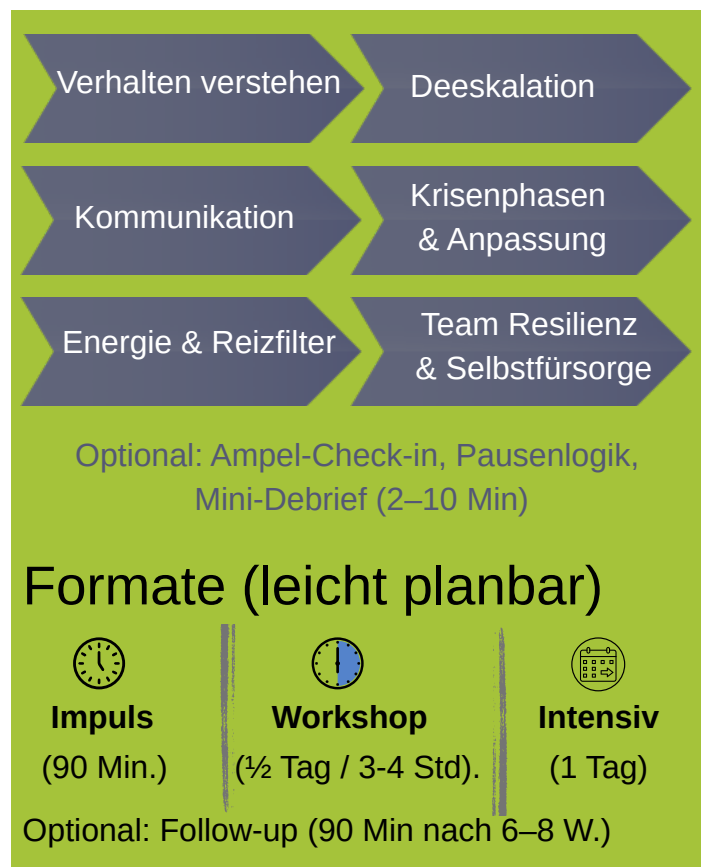 Verhalten verstehen
Deeskalation
Kommunikation
Krisenphasen
& Anpassung
Energie & Reizfilter
Team Resilienz
& Selbstfürsorge
Optional: Ampel-Check-in, Pausenlogik,
Mini-Debrief (2–10 Min)
Formate (leicht planbar)
Impuls
(90 Min.)
Workshop
(½ Tag / 3-4 Std).
Intensiv
(1 Tag)
Optional: Follow-up (90 Min nach 6–8 W.)